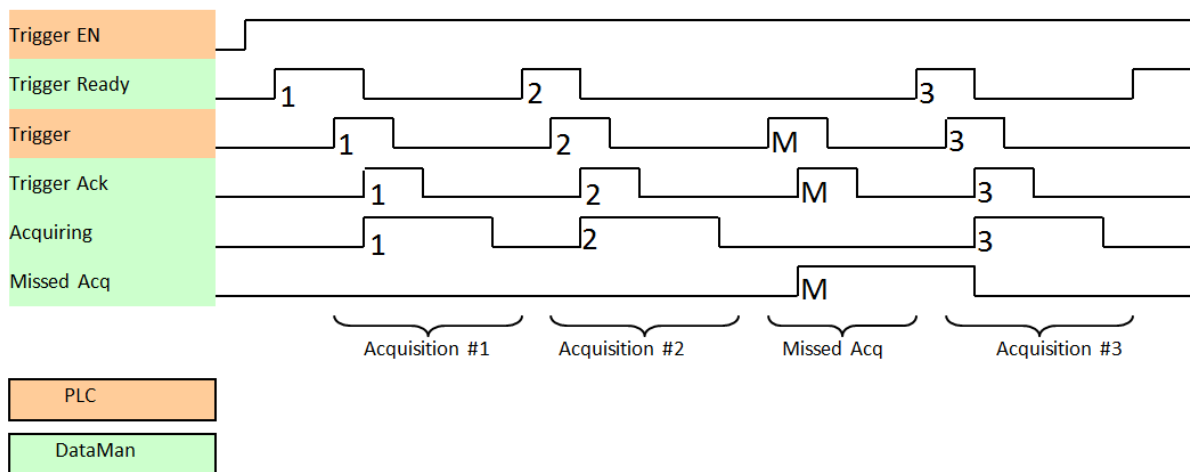 Trigger EN
Trigger Ready
1 2 3
Trigger
1 2 M 3
Trigger Ack
1 2 M 3
Acquiring
1 2 3
Missed Acq
M
Acquisition #1 Acquisition #2 Missed Acq Acquisition #3
PLC
DataMan